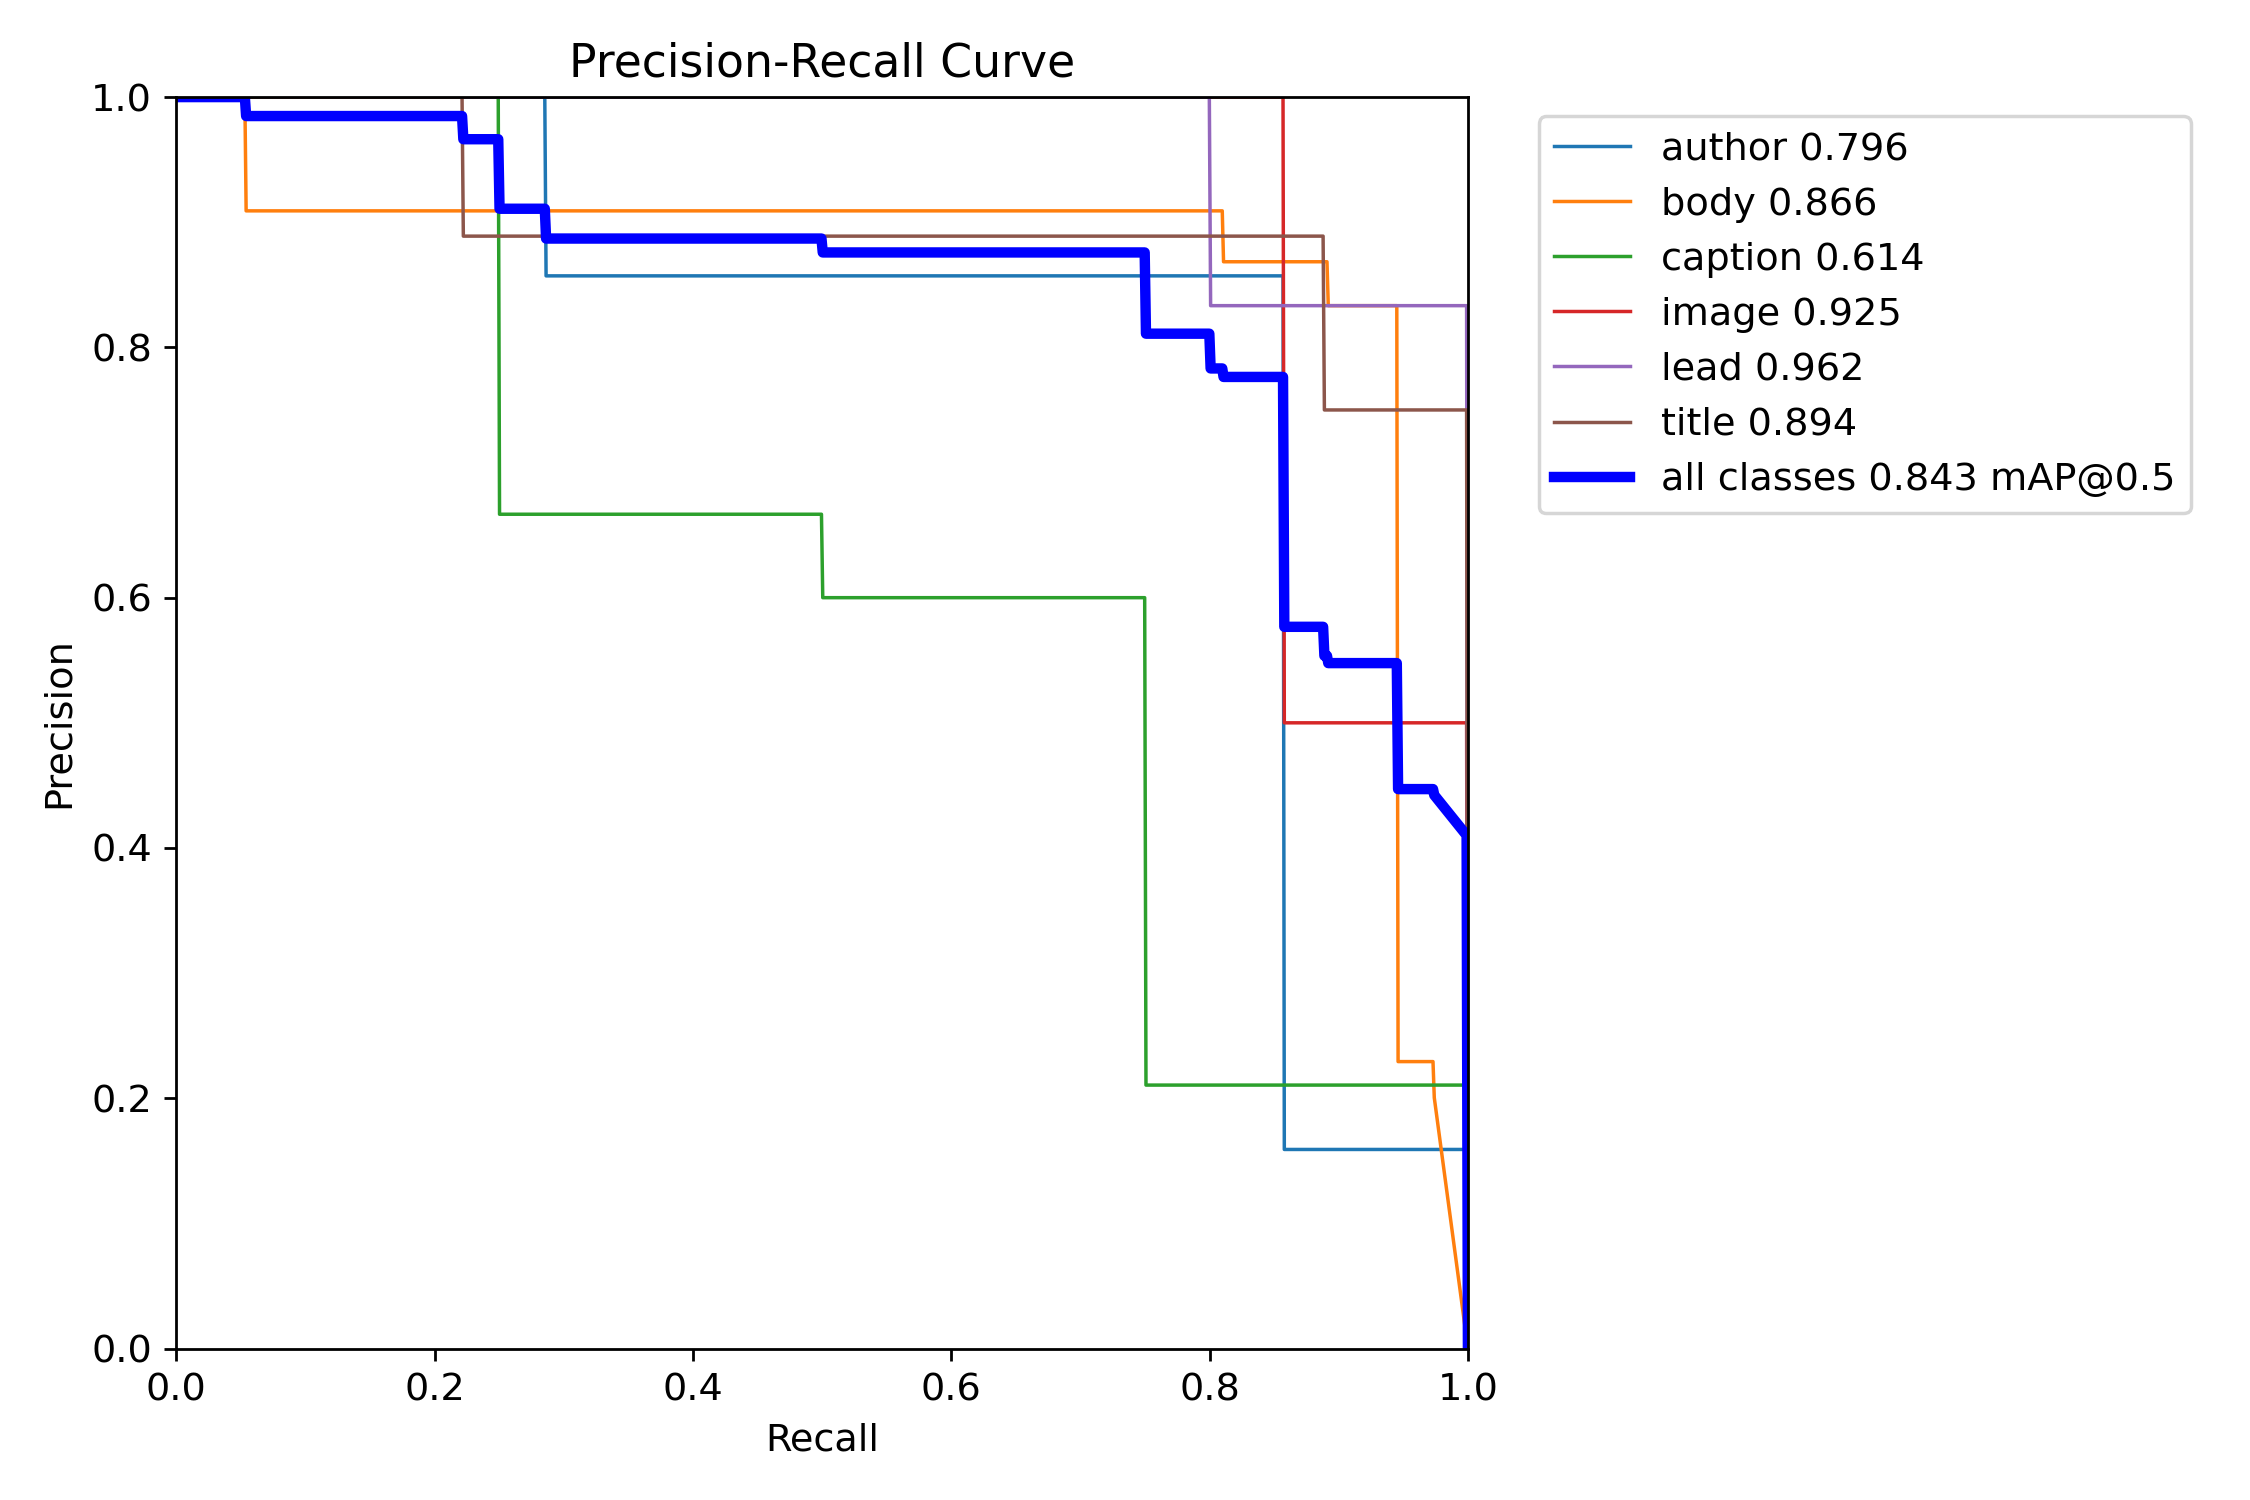 Precision-Recall Curve
1.0
0.8
0.6
0.4
0.2
0.0
Precision
0.0 0.2 0.4 0.6 0.8 1.0
Recall
author 0.796
body 0.866
caption 0.614
image 0.925
lead 0.962
title 0.894
all classes 0.843 mAP@0.5